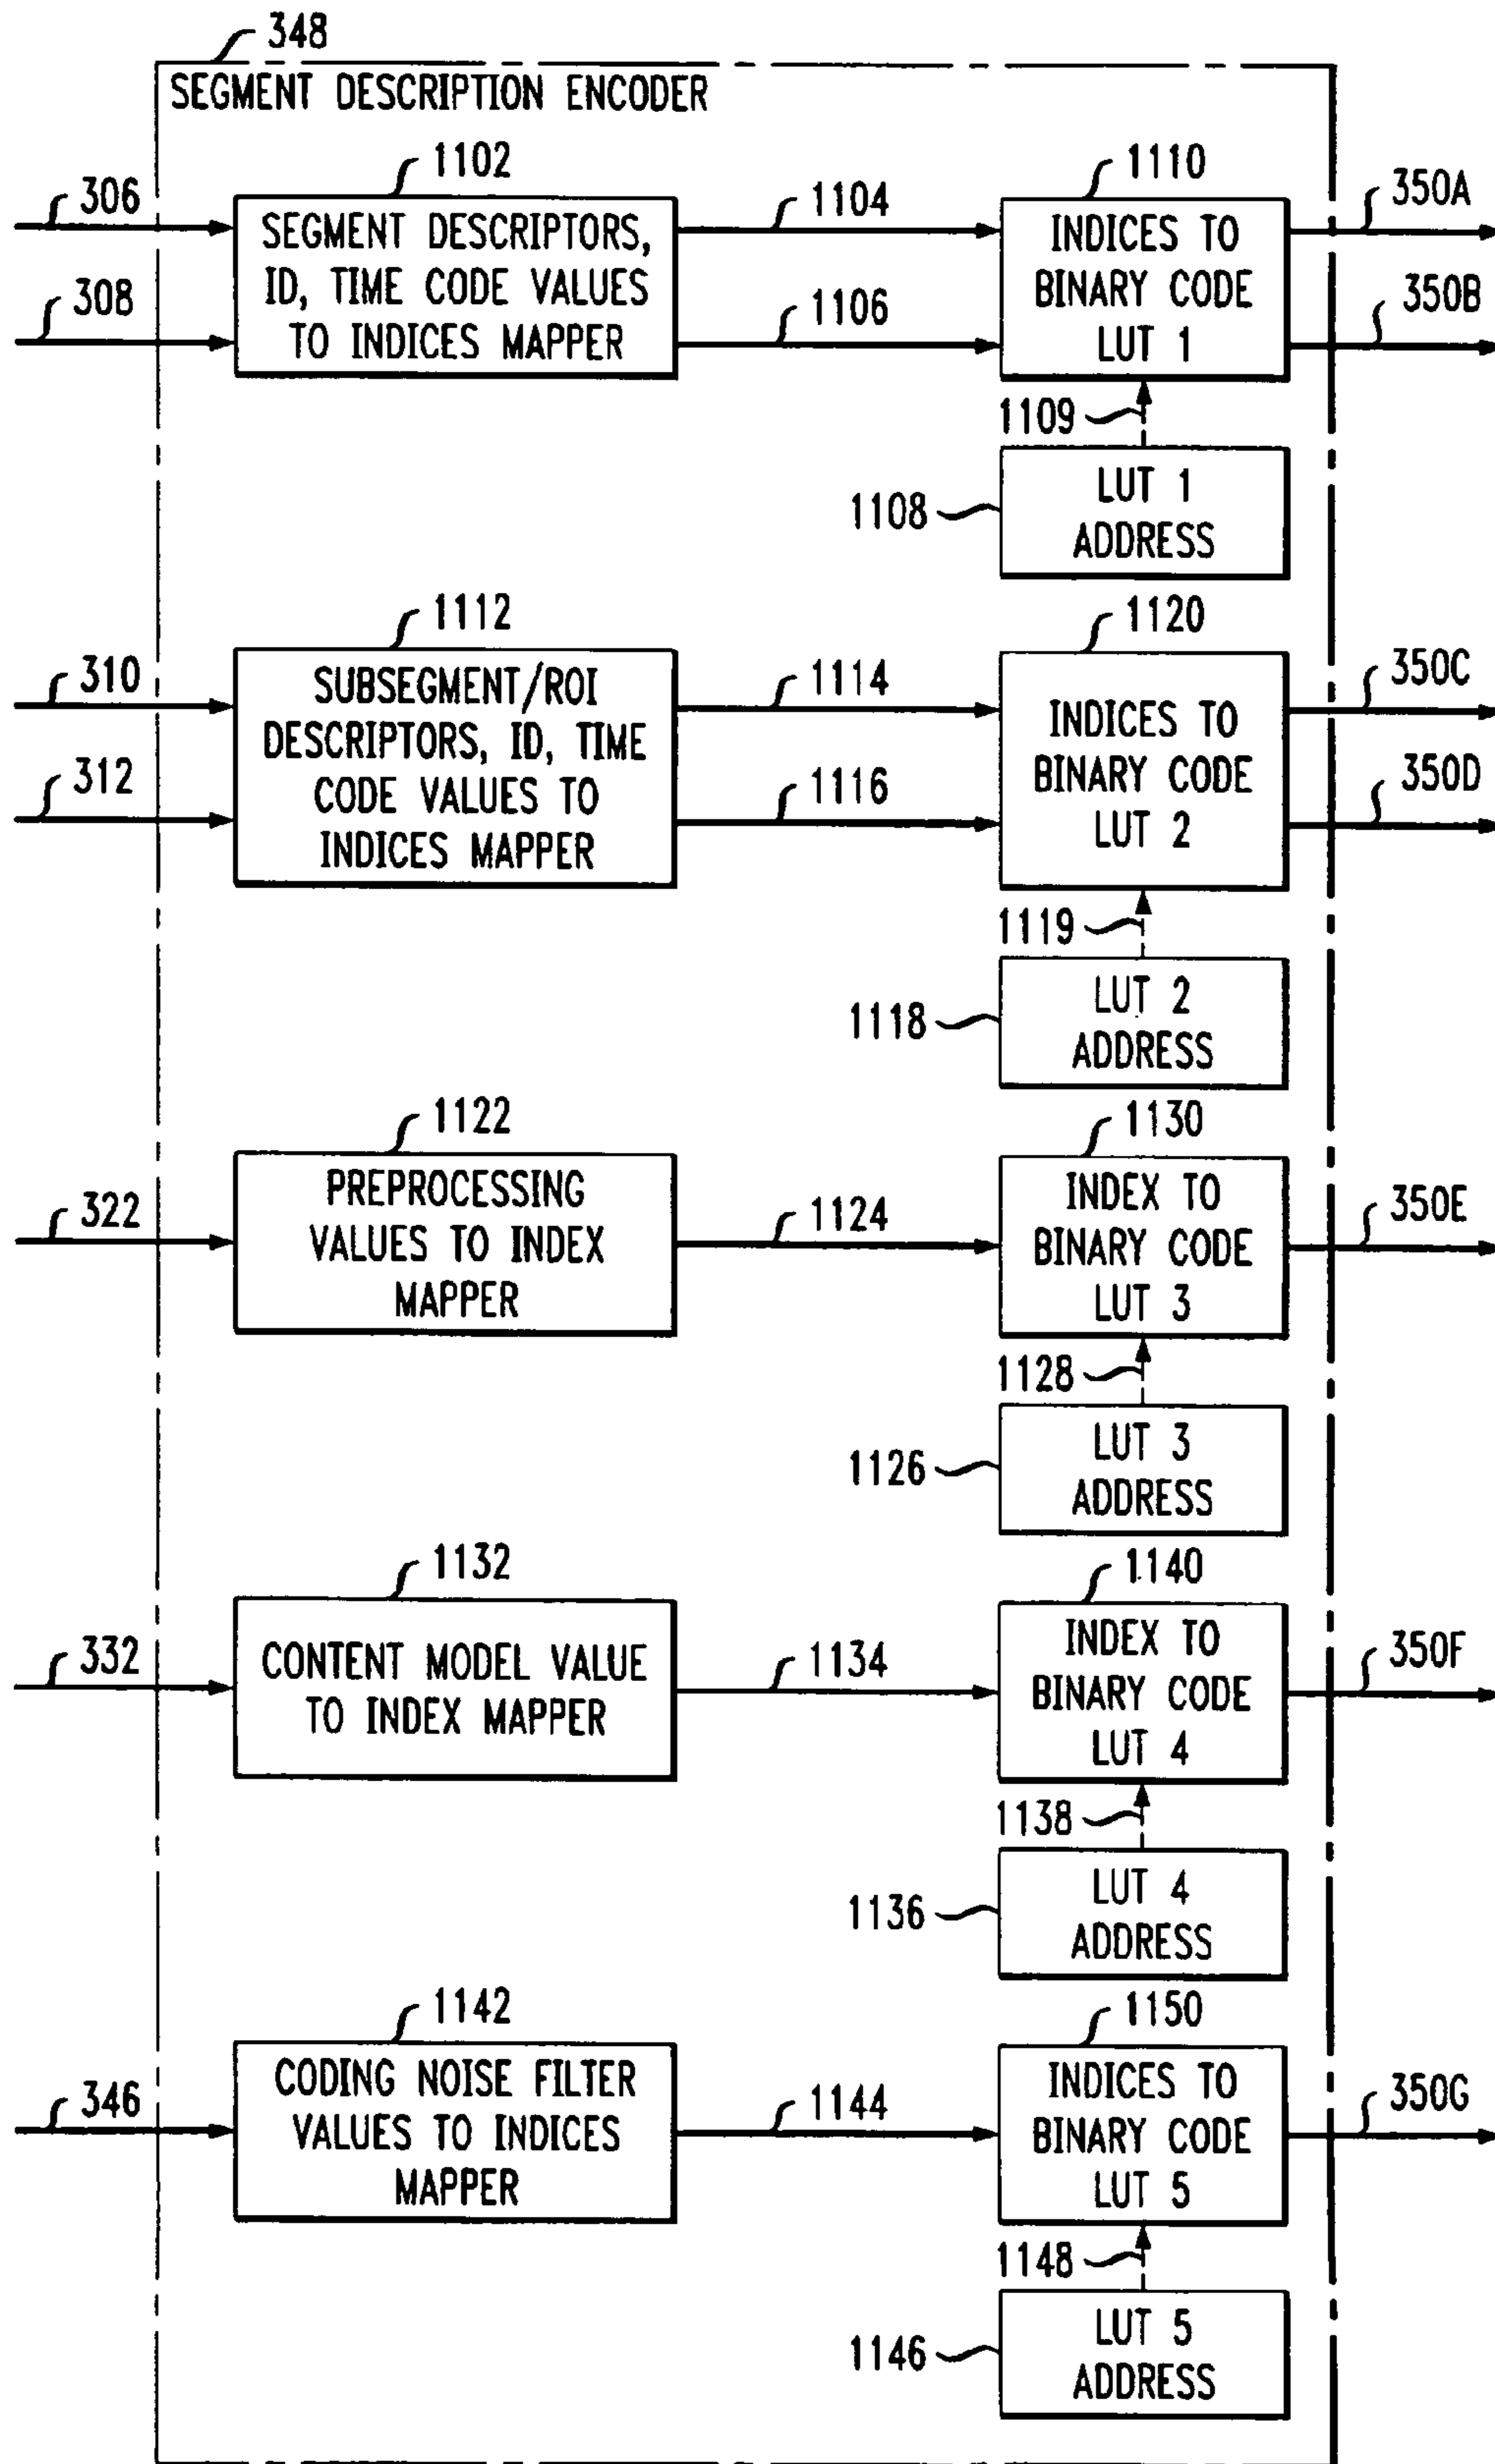 348
SEGMENT DESCRIPTION ENCODER
306
308
1102
SEGMENT DESCRIPTORS,
ID, TIME CODE VALUES
TO INDICES MAPPER
1104
1106
1110
INDICES TO
BINARY CODE
LUT 1
350A
350B
1109
1108
LUT 1
ADDRESS
310
312
1112
SUBSEGMENT/ROI
DESCRIPTORS, ID, TIME
CODE VALUES TO
INDICES MAPPER
1114
1116
1120
INDICES TO
BINARY CODE
LUT 2
350C
350D
1119
1118
LUT 2
ADDRESS
322
1122
PREPROCESSING
VALUES TO INDEX
MAPPER
1124
1130
INDEX TO
BINARY CODE
LUT 3
350E
1128
1126
LUT 3
ADDRESS
332
1132
CONTENT MODEL VALUE
TO INDEX MAPPER
1134
1140
INDEX TO
BINARY CODE
LUT 4
350F
1138
1136
LUT 4
ADDRESS
346
1142
CODING NOISE FILTER
VALUES TO INDICES
MAPPER
1144
1150
INDICES TO
BINARY CODE
LUT 5
350G
1148
1146
LUT 5
ADDRESS